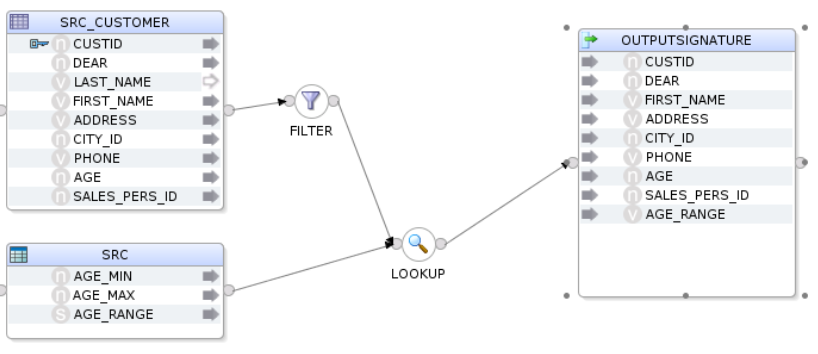 SRC_CUSTOMER
n CUSTID
n DEAR
v LAST_NAME
v FIRST_NAME
v ADDRESS
n CITY_ID
v PHONE
n AGE
n SALES_PERS_ID
FILTER
SRC
n AGE_MIN
n AGE_MAX
s AGE_RANGE
LOOKUP
OUTPUTSIGNATURE
n CUSTID
n DEAR
v FIRST_NAME
v ADDRESS
n CITY_ID
v PHONE
n AGE
n SALES_PERS_ID
v AGE_RANGE